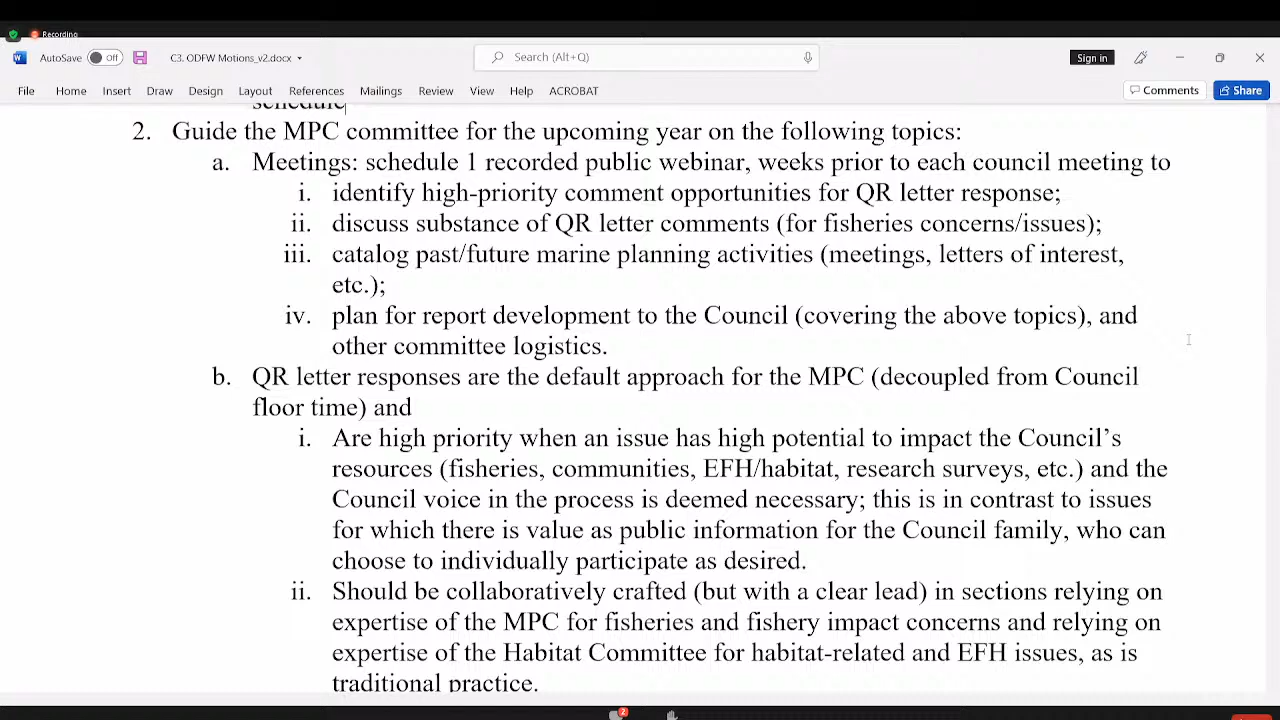 Recording
AutoSave Off C3. ODFW Motions_v2.docx Search (Alt+Q) Sign in
File Home Insert Draw Design Layout References Mailings Review View Help ACROBAT Comments Share
schedule
2. Guide the MPC committee for the upcoming year on the following topics:
a. Meetings: schedule 1 recorded public webinar, weeks prior to each council meeting to
i. identify high-priority comment opportunities for QR letter response;
ii. discuss substance of QR letter comments (for fisheries concerns/issues);
iii. catalog past/future marine planning activities (meetings, letters of interest,
etc.);
iv. plan for report development to the Council (covering the above topics), and
other committee logistics.
b. QR letter responses are the default approach for the MPC (decoupled from Council
floor time) and
i. Are high priority when an issue has high potential to impact the Council’s
resources (fisheries, communities, EFH/habitat, research surveys, etc.) and the
Council voice in the process is deemed necessary; this is in contrast to issues
for which there is value as public information for the Council family, who can
choose to individually participate as desired.
ii. Should be collaboratively crafted (but with a clear lead) in sections relying on
expertise of the MPC for fisheries and fishery impact concerns and relying on
expertise of the Habitat Committee for habitat-related and EFH issues, as is
traditional practice.
2